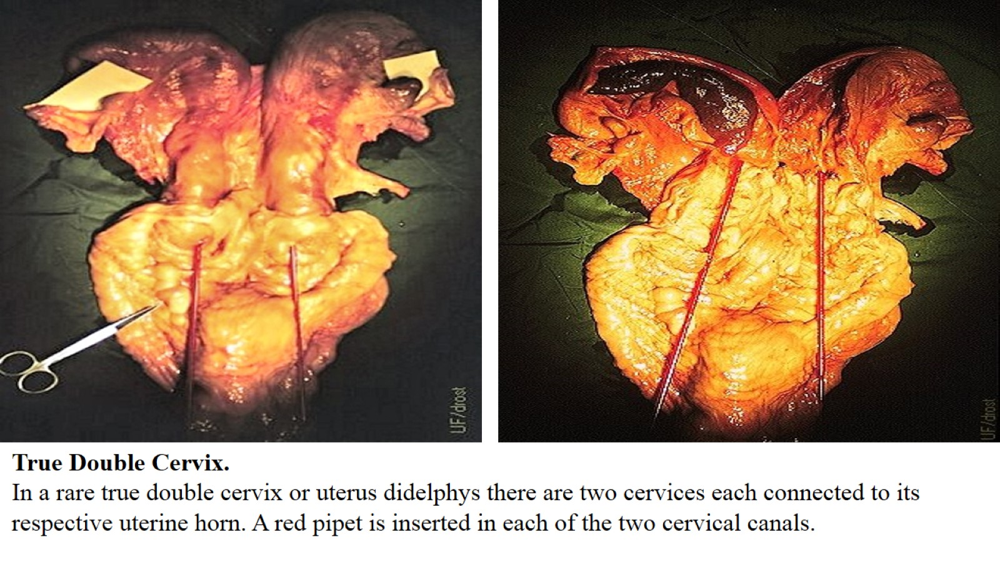 UF/drost
UF/drost
True Double Cervix.
In a rare true double cervix or uterus didelphys there are two cervices each connected to its
respective uterine horn. A red pipet is inserted in each of the two cervical canals.